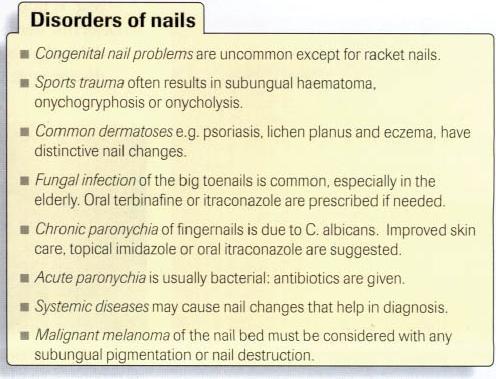 Disorders of nails
■ Congenital nail problems are uncommon except for racket nails.
■ Sports trauma often results in subungual haematoma,
onychogryphosis or onycholysis.
■ Common dermatoses e.g. psoriasis, lichen planus and eczema, have
distinctive nail changes.
■ Fungal infection of the big toenails is common, especially in the
elderly. Oral terbinafine or itraconazole are prescribed if needed.
■ Chronic paronychia of fingernails is due to C. albicans. Improved skin
care, topical imidazole or oral itraconazole are suggested.
■ Acute paronychia is usually bacterial: antibiotics are given.
■ Systemic diseases may cause nail changes that help in diagnosis.
■ Malignant melanoma of the nail bed must be considered with any
subungual pigmentation or nail destruction.